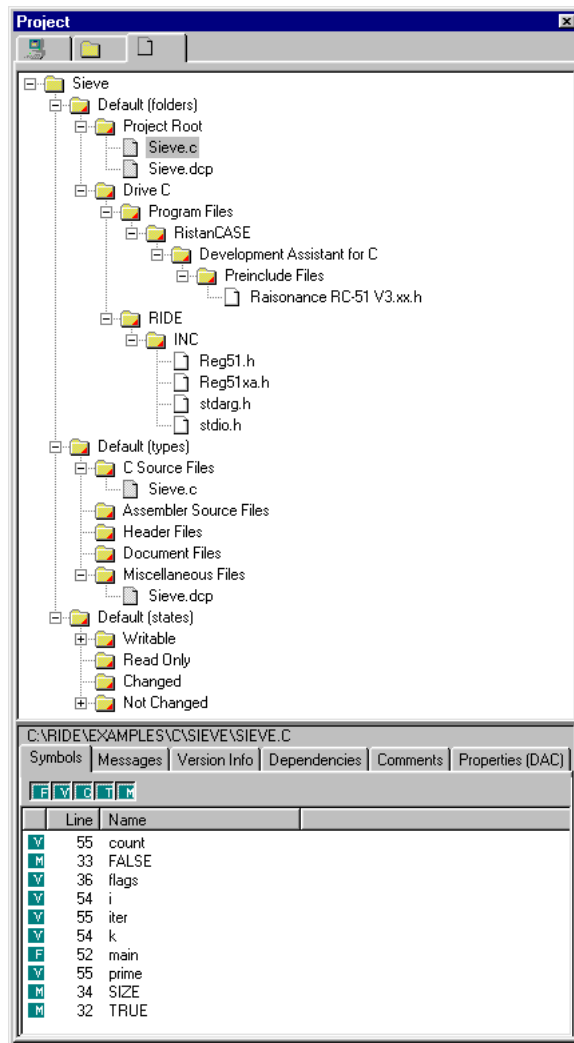 Project
Sieve
Default (folders)
Project Root
Sieve.c
Sieve.dcp
Drive C
Program Files
RistanCASE
Development Assistant for C
Preinclude Files
Raisonance RC-51 V3.xx.h
RIDE
INC
Reg51.h
Reg51xa.h
stdarg.h
stdio.h
Default (types)
C Source Files
Sieve.c
Assembler Source Files
Header Files
Document Files
Miscellaneous Files
Sieve.dcp
Default (states)
Writable
Read Only
Changed
Not Changed
C:\RIDE\EXAMPLES\C\SIEVE\SIEVE.C
Symbols Messages Version Info Dependencies Comments Properties (DAC)
F V C T M
Line Name
V 55 count
M 33 FALSE
V 36 flags
V 54 i
V 55 iter
V 54 k
F 52 main
V 55 prime
M 34 SIZE
M 32 TRUE